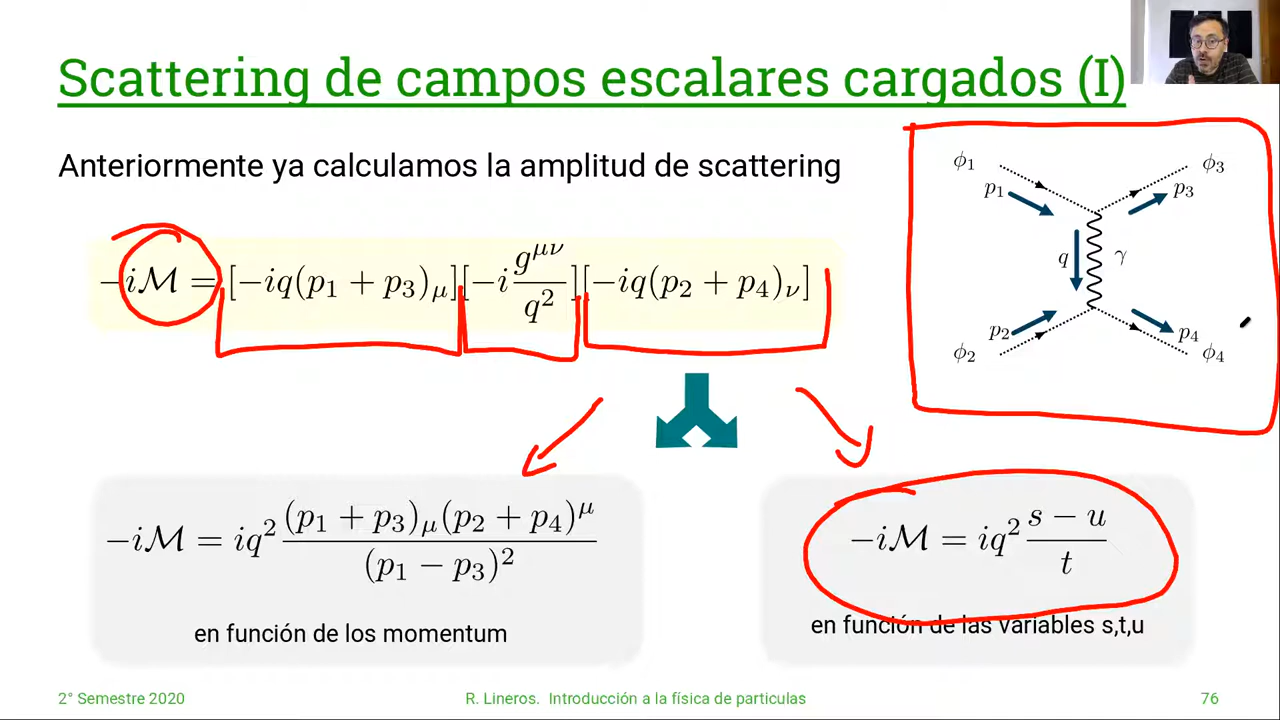 Scattering de campos escalares cargados (I)
Anteriormente ya calculamos la amplitud de scattering
-iℳ = [-iq(p₁ + p₃)_μ][-i g^{μν}/q²][-iq(p₂ + p₄)_ν]
ϕ₁
p₁
ϕ₃
p₃
q
γ
p₂
ϕ₂
p₄
ϕ₄
-iℳ = iq² (p₁ + p₃)_μ(p₂ + p₄)^μ/(p₁ - p₃)²
en función de los momentum
-iℳ = iq² (s - u)/t
en función de las variables s,t,u
2° Semestre 2020
R. Lineros. Introducción a la física de particulas
76